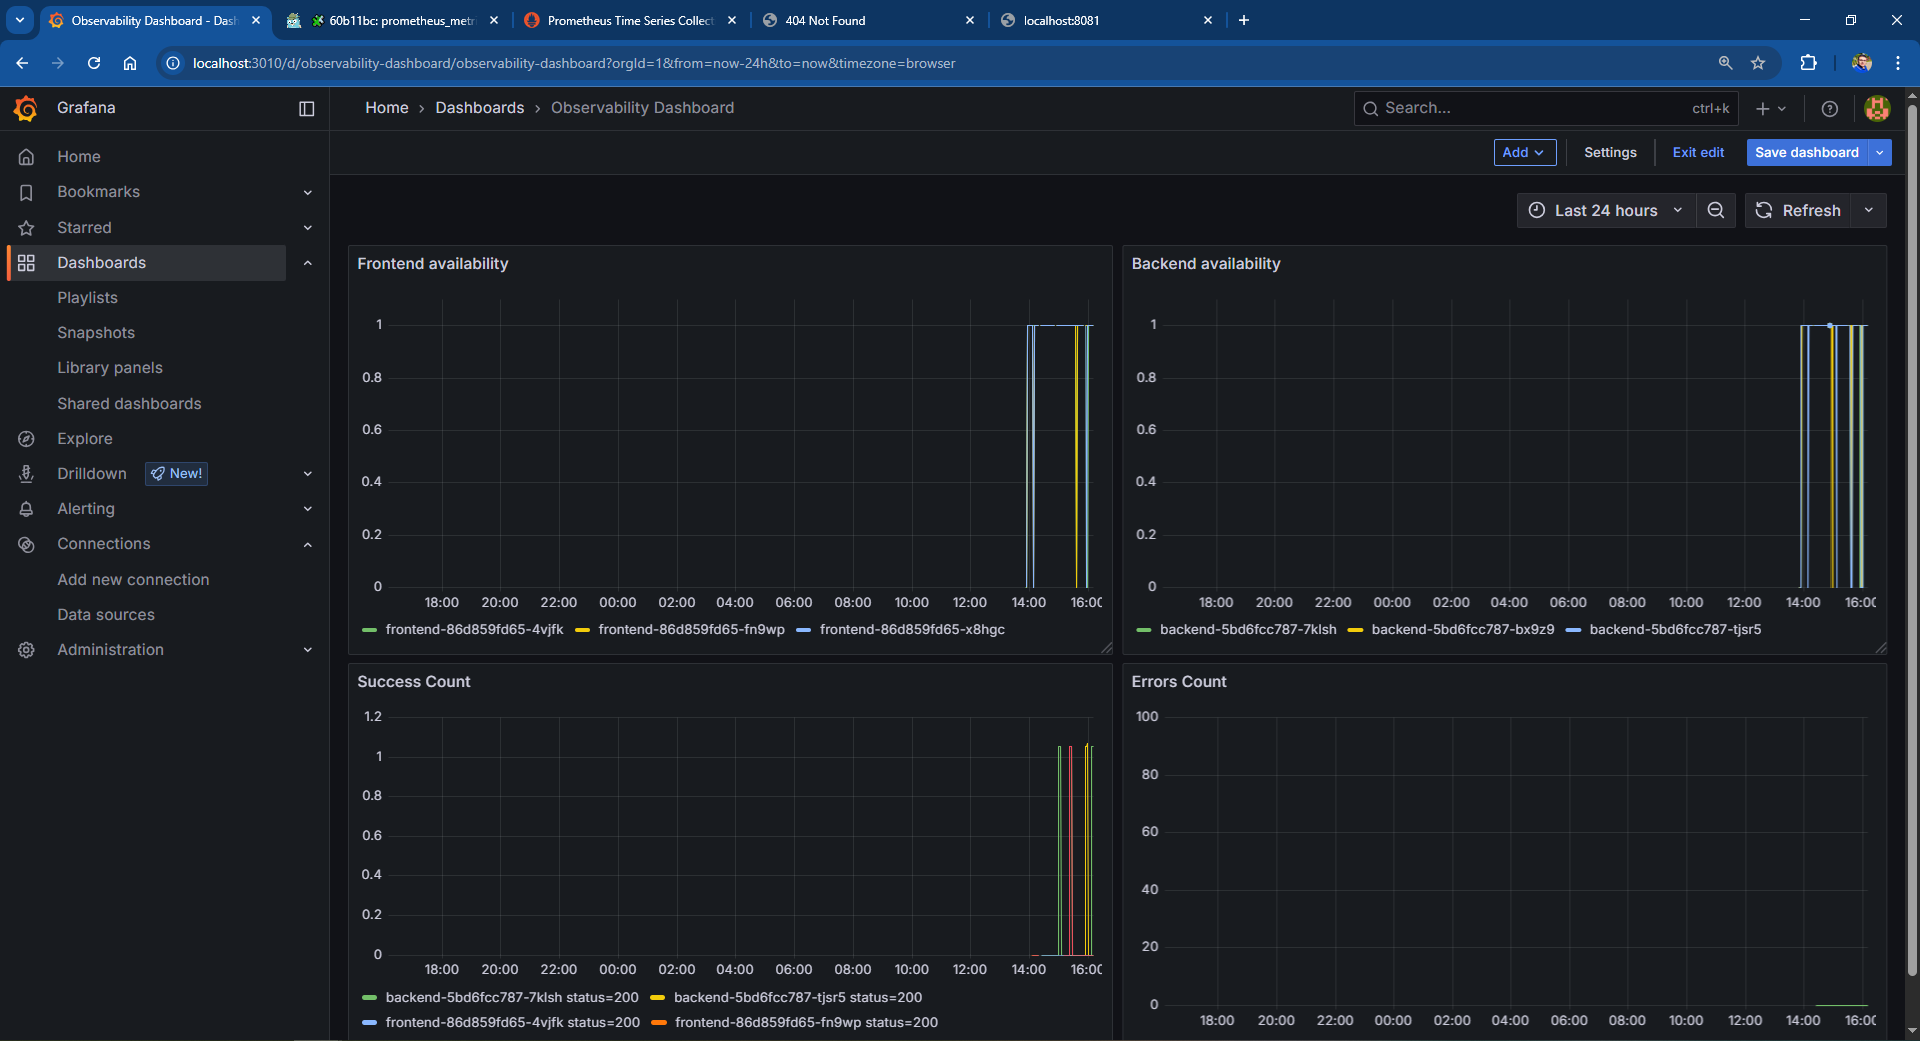 Observability Dashboard - Dash
60b11bc: prometheus_metri
Prometheus Time Series Collect
404 Not Found
localhost:8081
localhost:3010/d/observability-dashboard/observability-dashboard?orgId=1&from=now-24h&to=now&timezone=browser
Grafana
Home › Dashboards › Observability Dashboard
Search...
ctrl+k
Add
Settings
Exit edit
Save dashboard
Home
Bookmarks
Starred
Dashboards
Playlists
Snapshots
Library panels
Shared dashboards
Explore
Drilldown
New!
Alerting
Connections
Add new connection
Data sources
Administration
Last 24 hours
Refresh
Frontend availability
1
0.8
0.6
0.4
0.2
0
18:00 20:00 22:00 00:00 02:00 04:00 06:00 08:00 10:00 12:00 14:00 16:00
frontend-86d859fd65-4vjfk frontend-86d859fd65-fn9wp frontend-86d859fd65-x8hgc
Backend availability
1
0.8
0.6
0.4
0.2
0
18:00 20:00 22:00 00:00 02:00 04:00 06:00 08:00 10:00 12:00 14:00 16:00
backend-5bd6fcc787-7klsh backend-5bd6fcc787-bx9z9 backend-5bd6fcc787-tjsr5
Success Count
1.2
1
0.8
0.6
0.4
0.2
0
18:00 20:00 22:00 00:00 02:00 04:00 06:00 08:00 10:00 12:00 14:00 16:00
backend-5bd6fcc787-7klsh status=200 backend-5bd6fcc787-tjsr5 status=200
frontend-86d859fd65-4vjfk status=200 frontend-86d859fd65-fn9wp status=200
Errors Count
100
80
60
40
20
0
18:00 20:00 22:00 00:00 02:00 04:00 06:00 08:00 10:00 12:00 14:00 16:00